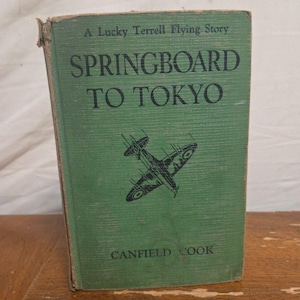 A Lucky Terrell Flying Story
SPRINGBOARD
TO TOKYO
CANFIELD COOK